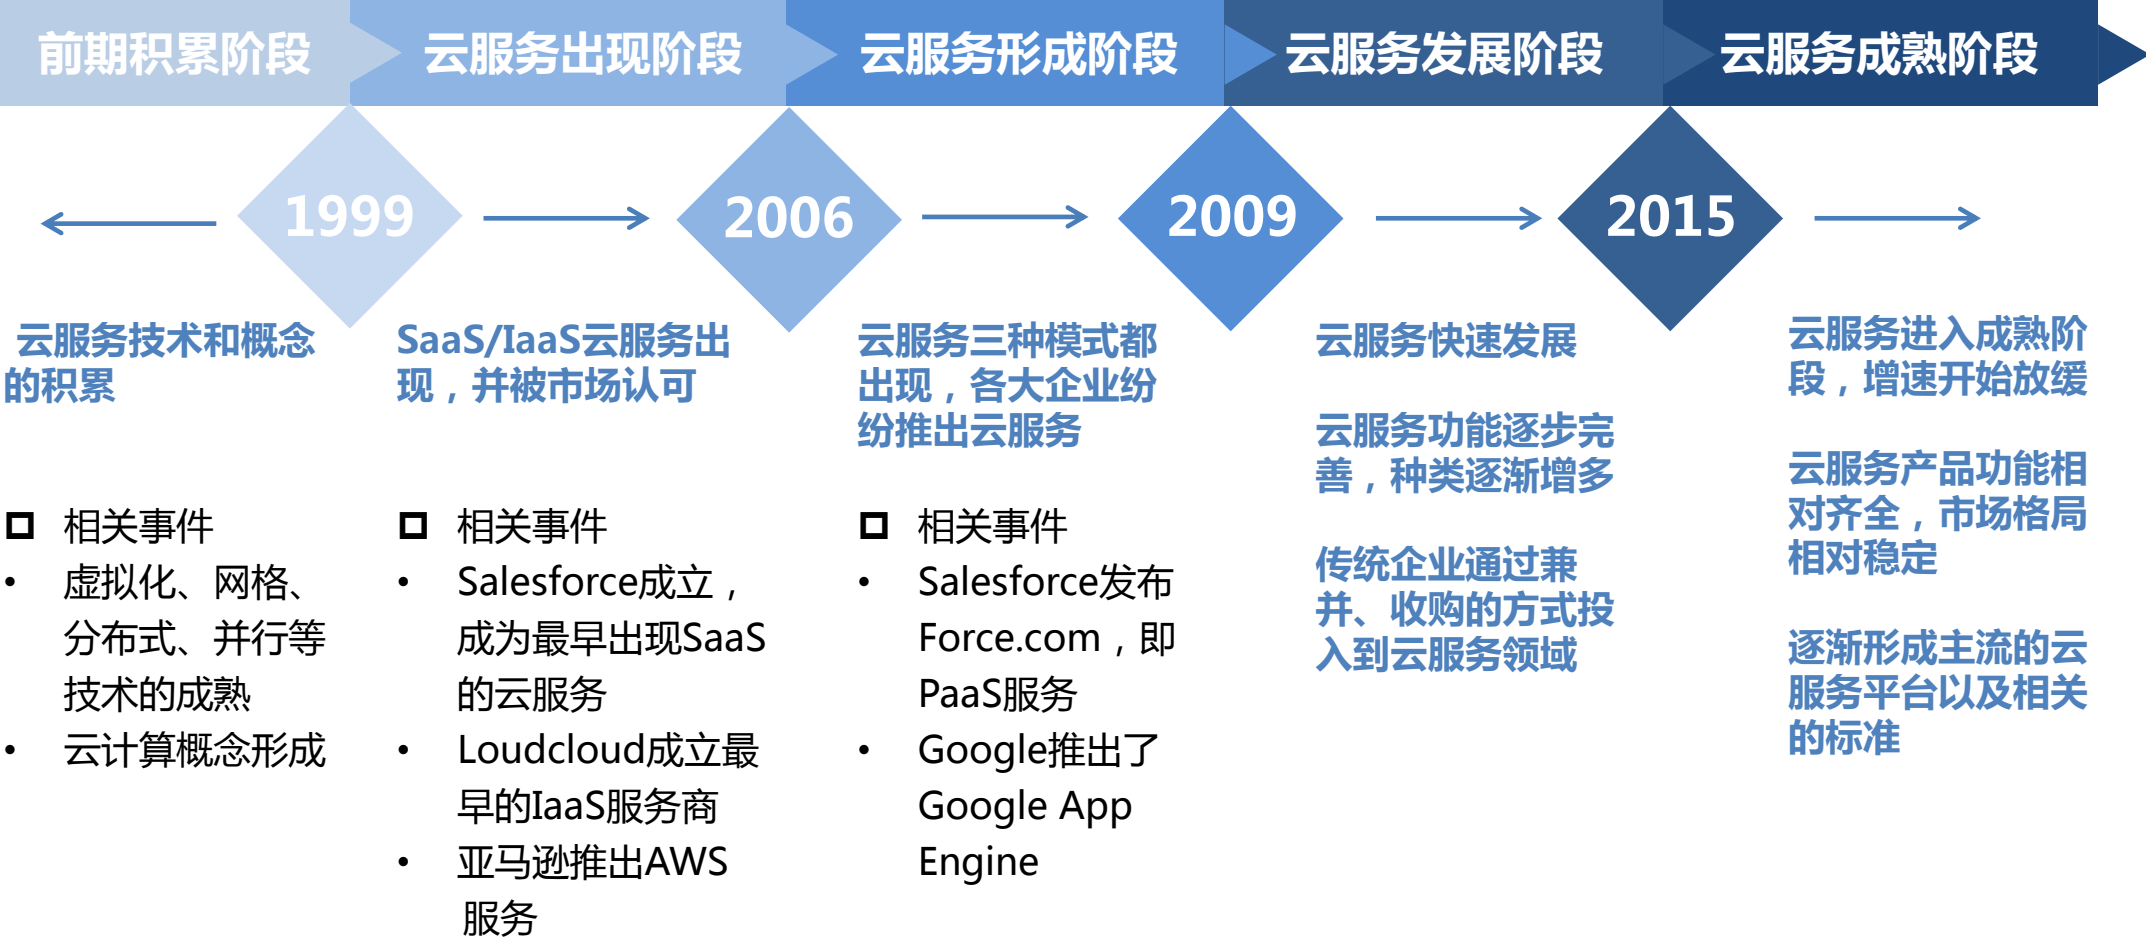 前期积累阶段
云服务出现阶段
云服务形成阶段
云服务发展阶段
云服务成熟阶段
1999
2006
2009
2015
云服务技术和概念
的积累
相关事件
• 虚拟化、网格、
分布式、并行等
技术的成熟
• 云计算概念形成
SaaS/IaaS云服务出
现，并被市场认可
相关事件
• Salesforce成立，
成为最早出现SaaS
的云服务
• Loudcloud成立最
早的IaaS服务商
• 亚马逊推出AWS
服务
云服务三种模式都
出现，各大企业纷
纷推出云服务
相关事件
• Salesforce发布
Force.com，即
PaaS服务
• Google推出了
Google App
Engine
云服务快速发展
云服务功能逐步完
善，种类逐渐增多
传统企业通过兼
并、收购的方式投
入到云服务领域
云服务进入成熟阶
段，增速开始放缓
云服务产品功能相
对齐全，市场格局
相对稳定
逐渐形成主流的云
服务平台以及相关
的标准